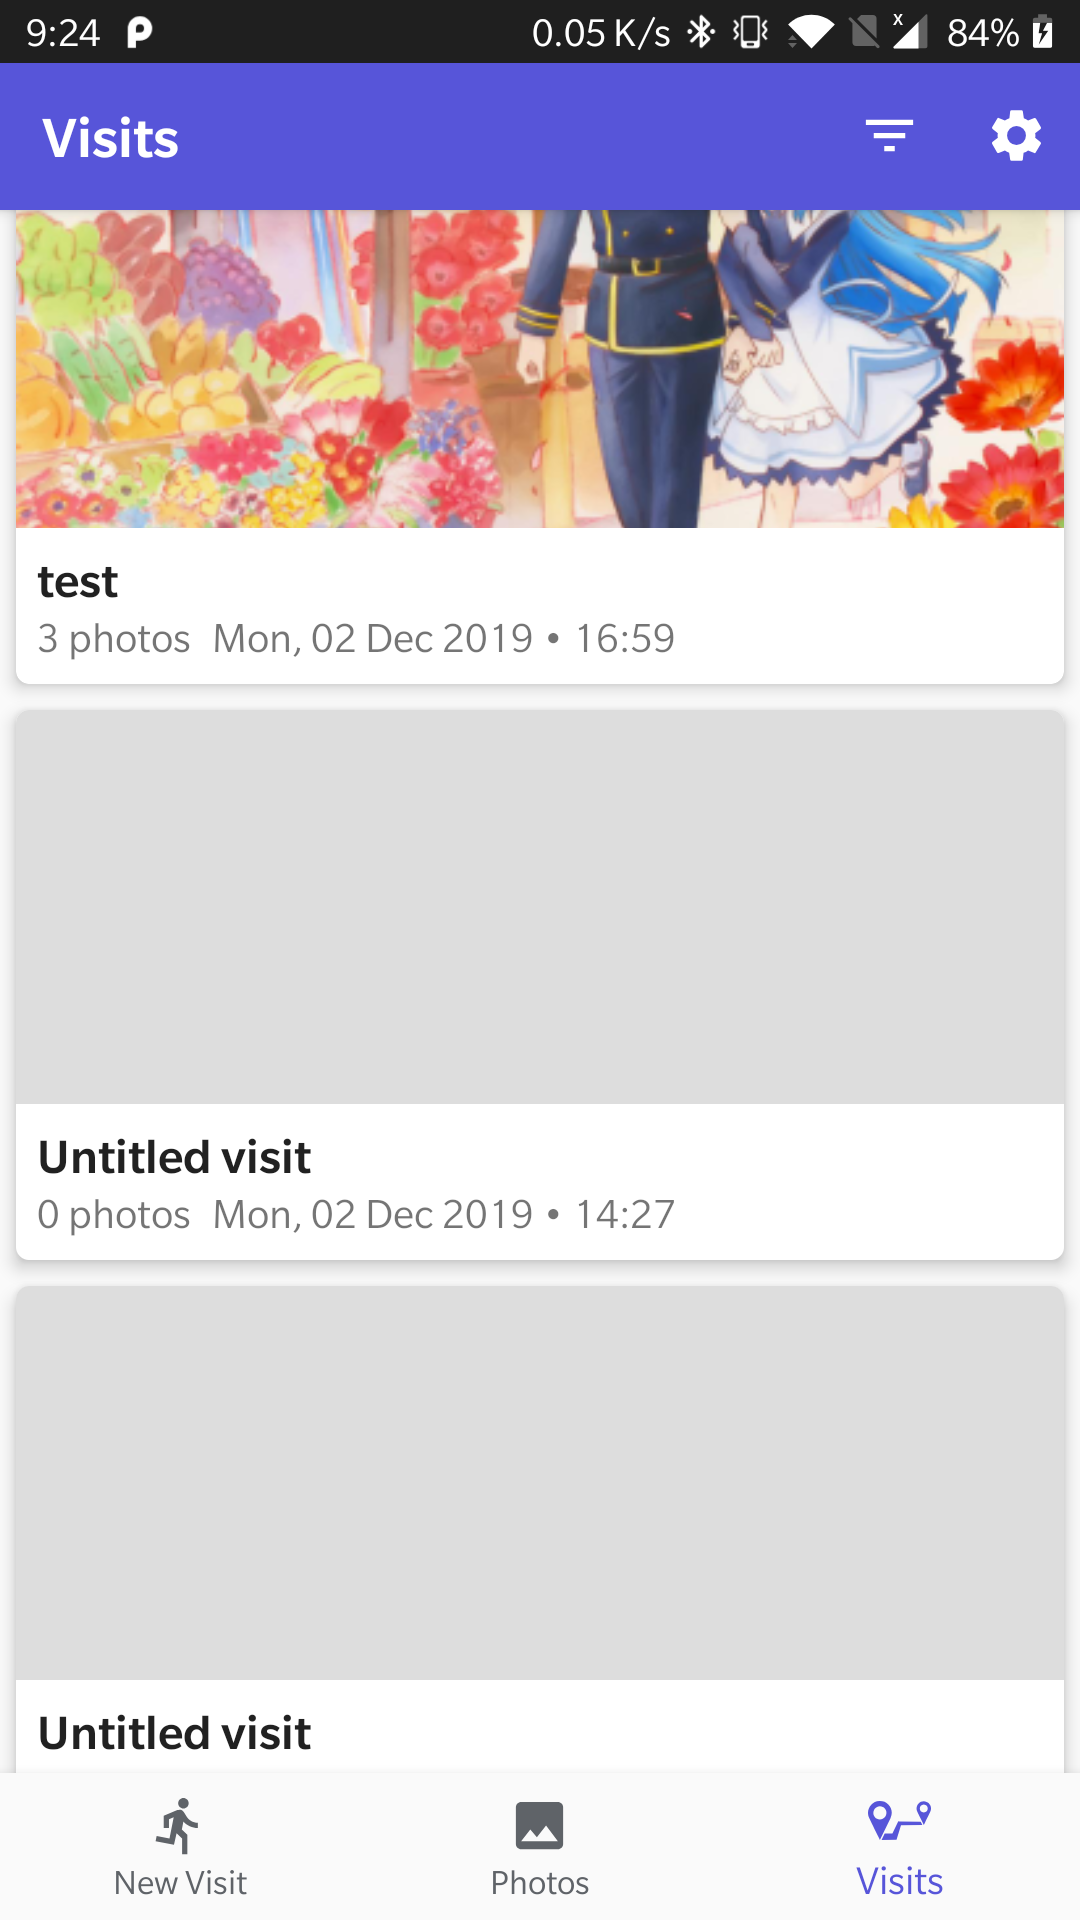 9:24 0.05 K/s 84%
Visits
test
3 photos Mon, 02 Dec 2019 • 16:59
Untitled visit
0 photos Mon, 02 Dec 2019 • 14:27
Untitled visit
New Visit Photos Visits